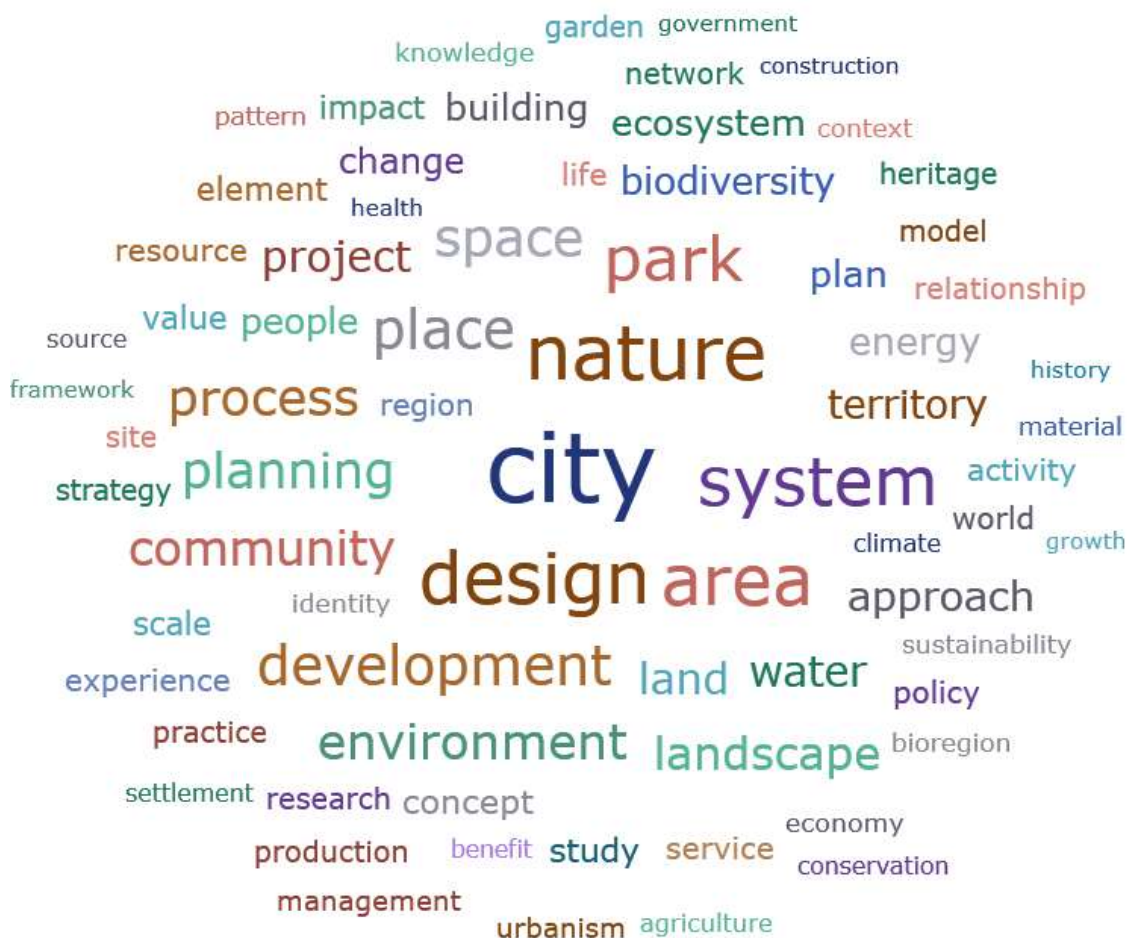 garden government
knowledge
network construction
pattern impact building ecosystem context
change life biodiversity heritage
element health
resource project space park model
plan relationship
value people place nature energy
source
framework process region territory history
site material
strategy planning city system activity
world
community climate growth
design area approach
identity
scale
experience development land water sustainability
policy
practice environment landscape bioregion
settlement research concept
economy
production benefit study service conservation
management
urbanism agriculture